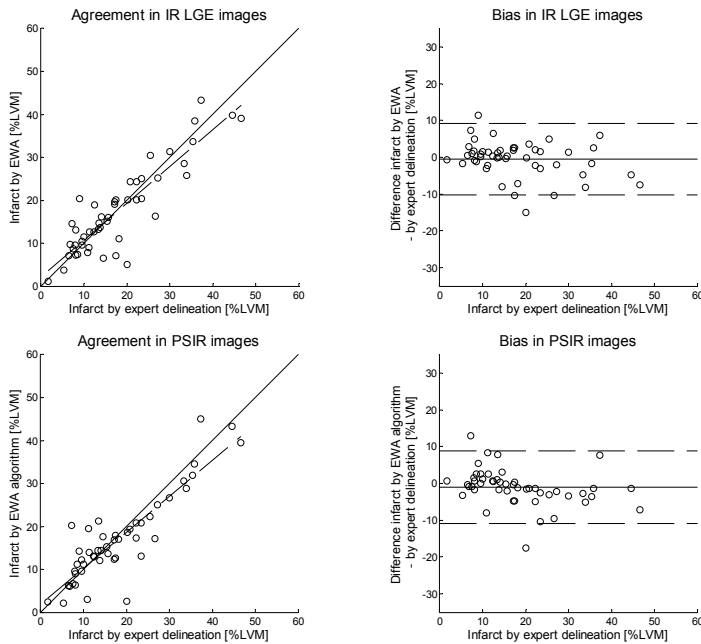 Agreement in IR LGE images
60
50
40
30
20
10
0
0 10 20 30 40 50 60
Infarct by EWA [%LVM]
Infarct by expert delineation [%LVM]
Bias in IR LGE images
30
20
10
0
-10
-20
-30
0 10 20 30 40 50 60
Difference infarct by EWA
- by expert delineation [%LVM]
Infarct by expert delineation [%LVM]
Agreement in PSIR images
60
50
40
30
20
10
0
0 10 20 30 40 50 60
Infarct by EWA algorithm [%LVM]
Infarct by expert delineation [%LVM]
Bias in PSIR images
30
20
10
0
-10
-20
-30
0 10 20 30 40 50 60
Difference infarct by EWA algorithm
- by expert delineation [%LVM]
Infarct by expert delineation [%LVM]